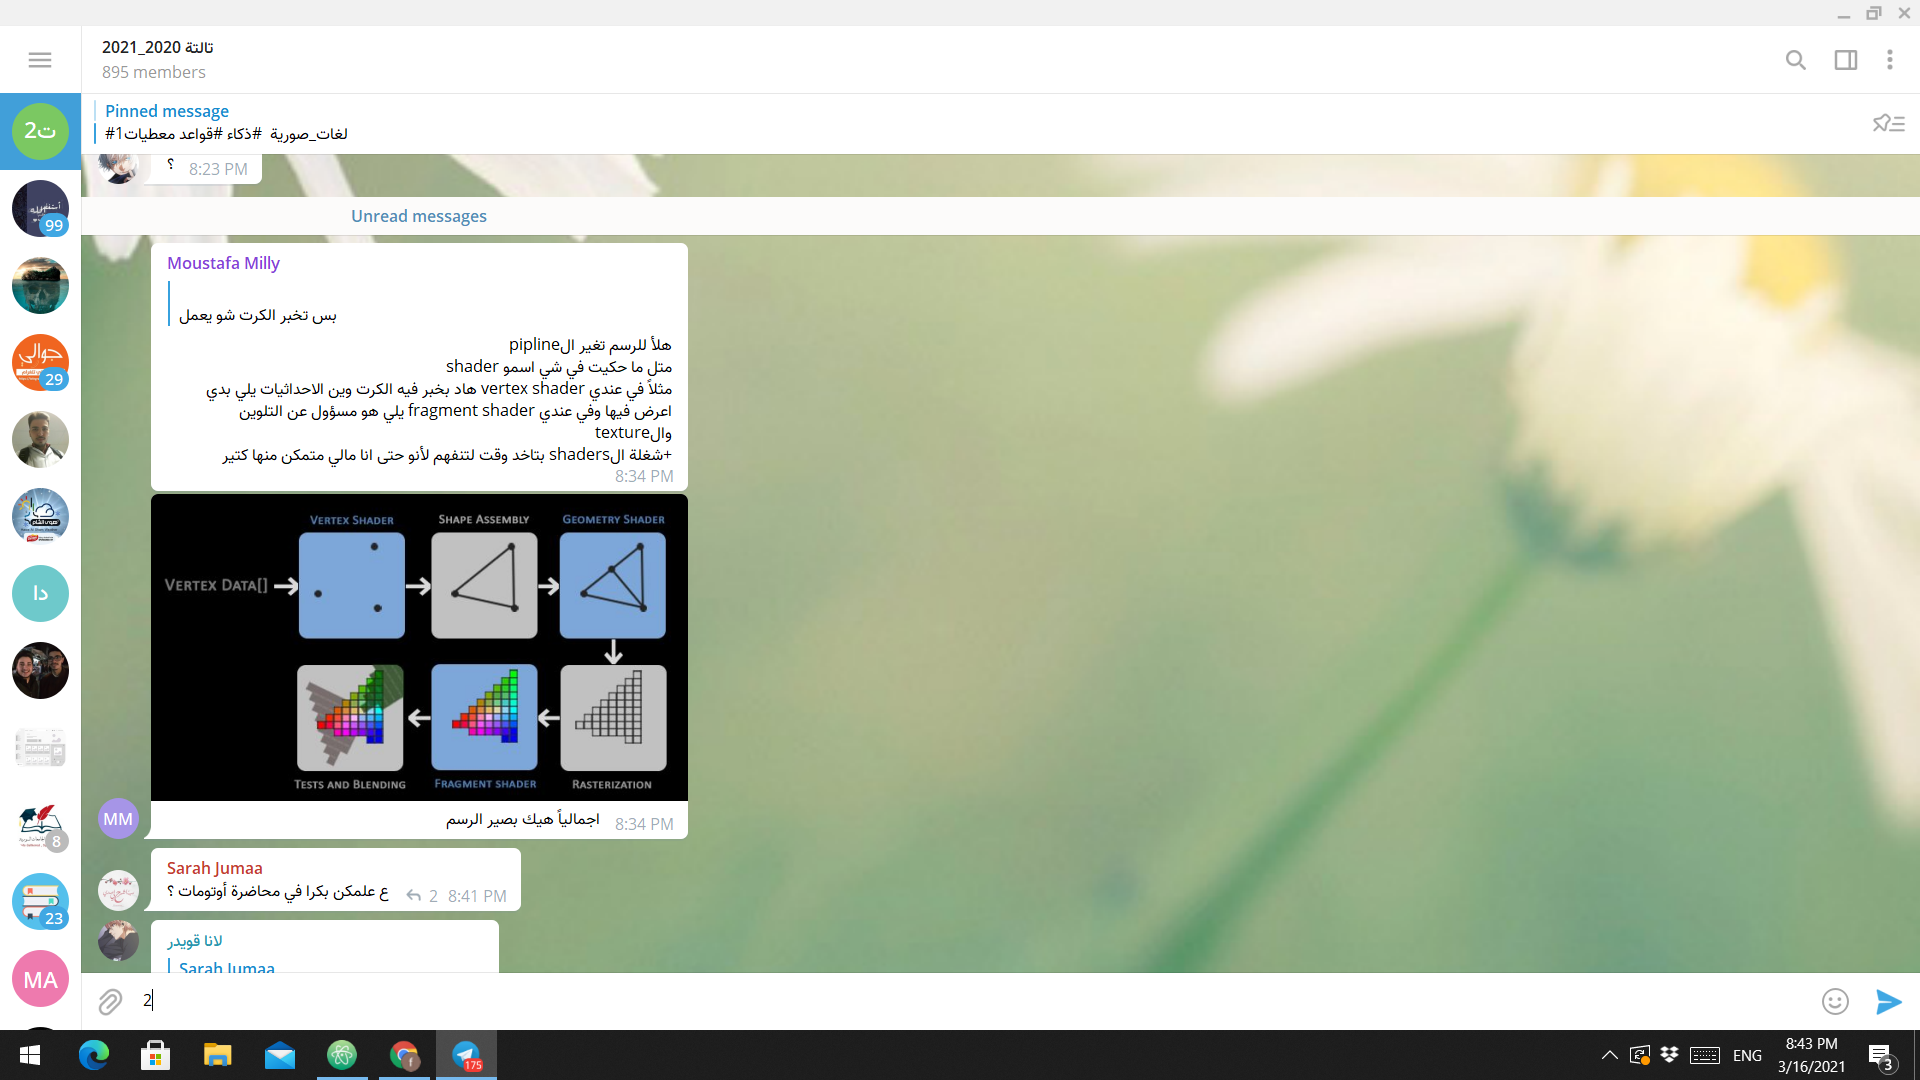 تالتة 2020_2021
895 members
Pinned message
#لغات_صورية #ذكاء #قواعد معطيات1
ت2
؟ 8:23 PM
99
Unread messages
Moustafa Milly
بس تخبر الكرت شو يعمل
هلأ للرسم تغير الpipline
متل ما حكيت في شي اسمو shader
مثلاً في عندي vertex shader هاد بخبر فيه الكرت وين الاحداثيات يلي بدي
اعرض فيها وفي عندي fragment shader يلي هو مسؤول عن التلوين
والtexture
+شغلة الshaders بتاخد وقت لتنفهم لأنو حتى انا مالي متمكن منها كتير
8:34 PM
جوالي
29
VERTEX SHADER
SHAPE ASSEMBLY
GEOMETRY SHADER
VERTEX DATA[]
دا
TESTS AND BLENDING
FRAGMENT SHADER
RASTERIZATION
MM
اجمالياً هيك بصير الرسم 8:34 PM
8
Sarah Jumaa
ع علمكن بكرا في محاضرة أوتومات ؟ 2 8:41 PM
23
لانا قويدر
Sarah Jumaa
MA
2
175
ENG
8:43 PM
3/16/2021
3